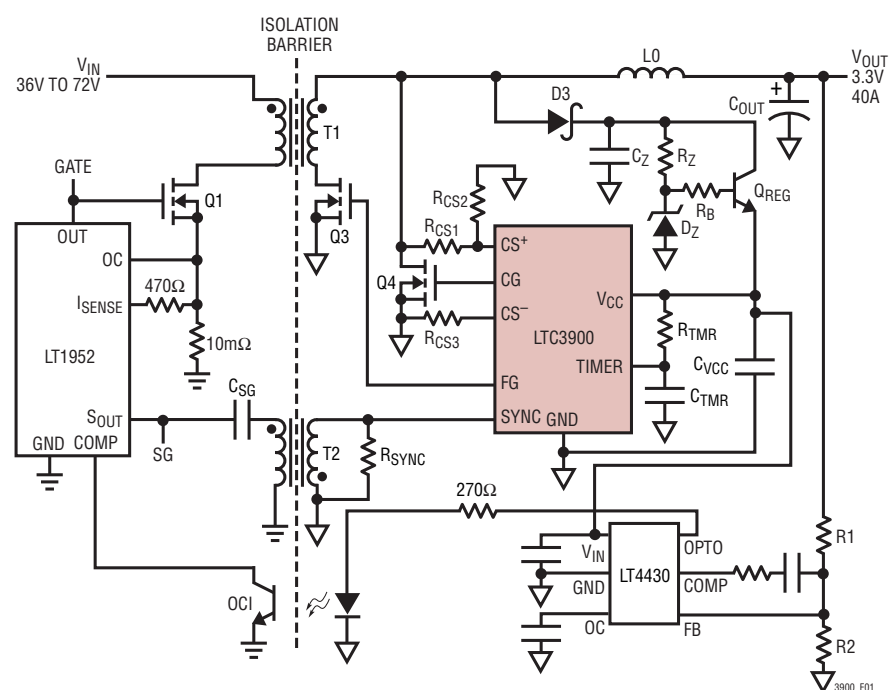 ISOLATION
BARRIER
VIN
36V TO 72V
L0
VOUT
3.3V
40A
D3
COUT
+
T1
CZ
RZ
GATE
Q1
RCS2
RB
QREG
DZ
Q3
RCS1
CS+
OUT
OC
Q4
CG
VCC
ISENSE
470Ω
CS−
RTMR
LT1952
10mΩ
RCS3
LTC3900
TIMER
CVCC
CSG
FG
CTMR
SOUT
SYNC
GND
GND
COMP
SG
T2
RSYNC
270Ω
R1
VIN
OPTO
GND
LT4430
COMP
OCI
OC
FB
R2
3900 F01